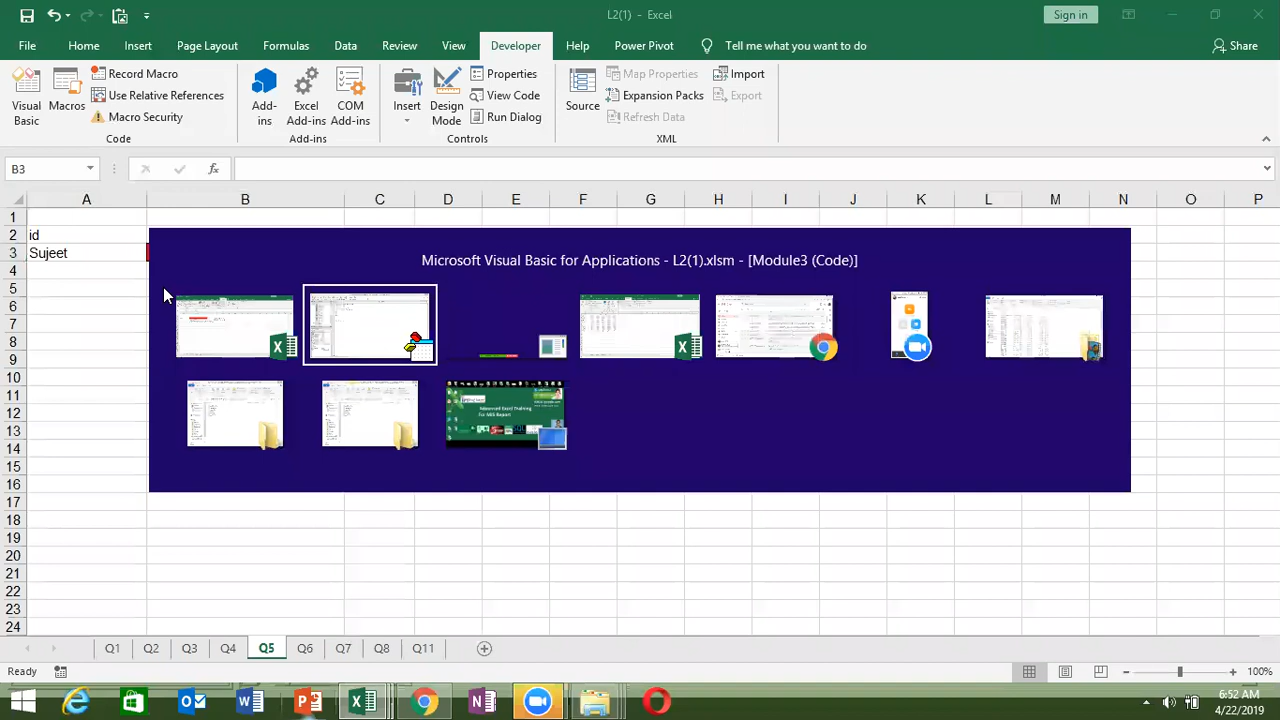 L2(1) - Excel
Sign in
File Home Insert Page Layout Formulas Data Review View Developer Help Power Pivot Tell me what you want to do Share
Visual Basic
Macros
Record Macro
Use Relative References
Macro Security
Code
Add-ins
Excel Add-ins
COM Add-ins
Add-ins
Insert
Design Mode
Properties
View Code
Run Dialog
Controls
Source
Map Properties
Expansion Packs
Refresh Data
Import
Export
XML
B3
fx
A B C D E F G H I J K L M N O P
1
2 id
3 Sujeet
4
5
6
7
8
9
10
11
12
13
14
15
16
17
18
19
20
21
22
23
24
Microsoft Visual Basic for Applications - L2(1).xlsm - [Module3 (Code)]
Advanced Excel Training
For MIS Report
Q1 Q2 Q3 Q4 Q5 Q6 Q7 Q8 Q11
Ready
100%
6:52 AM
4/22/2019